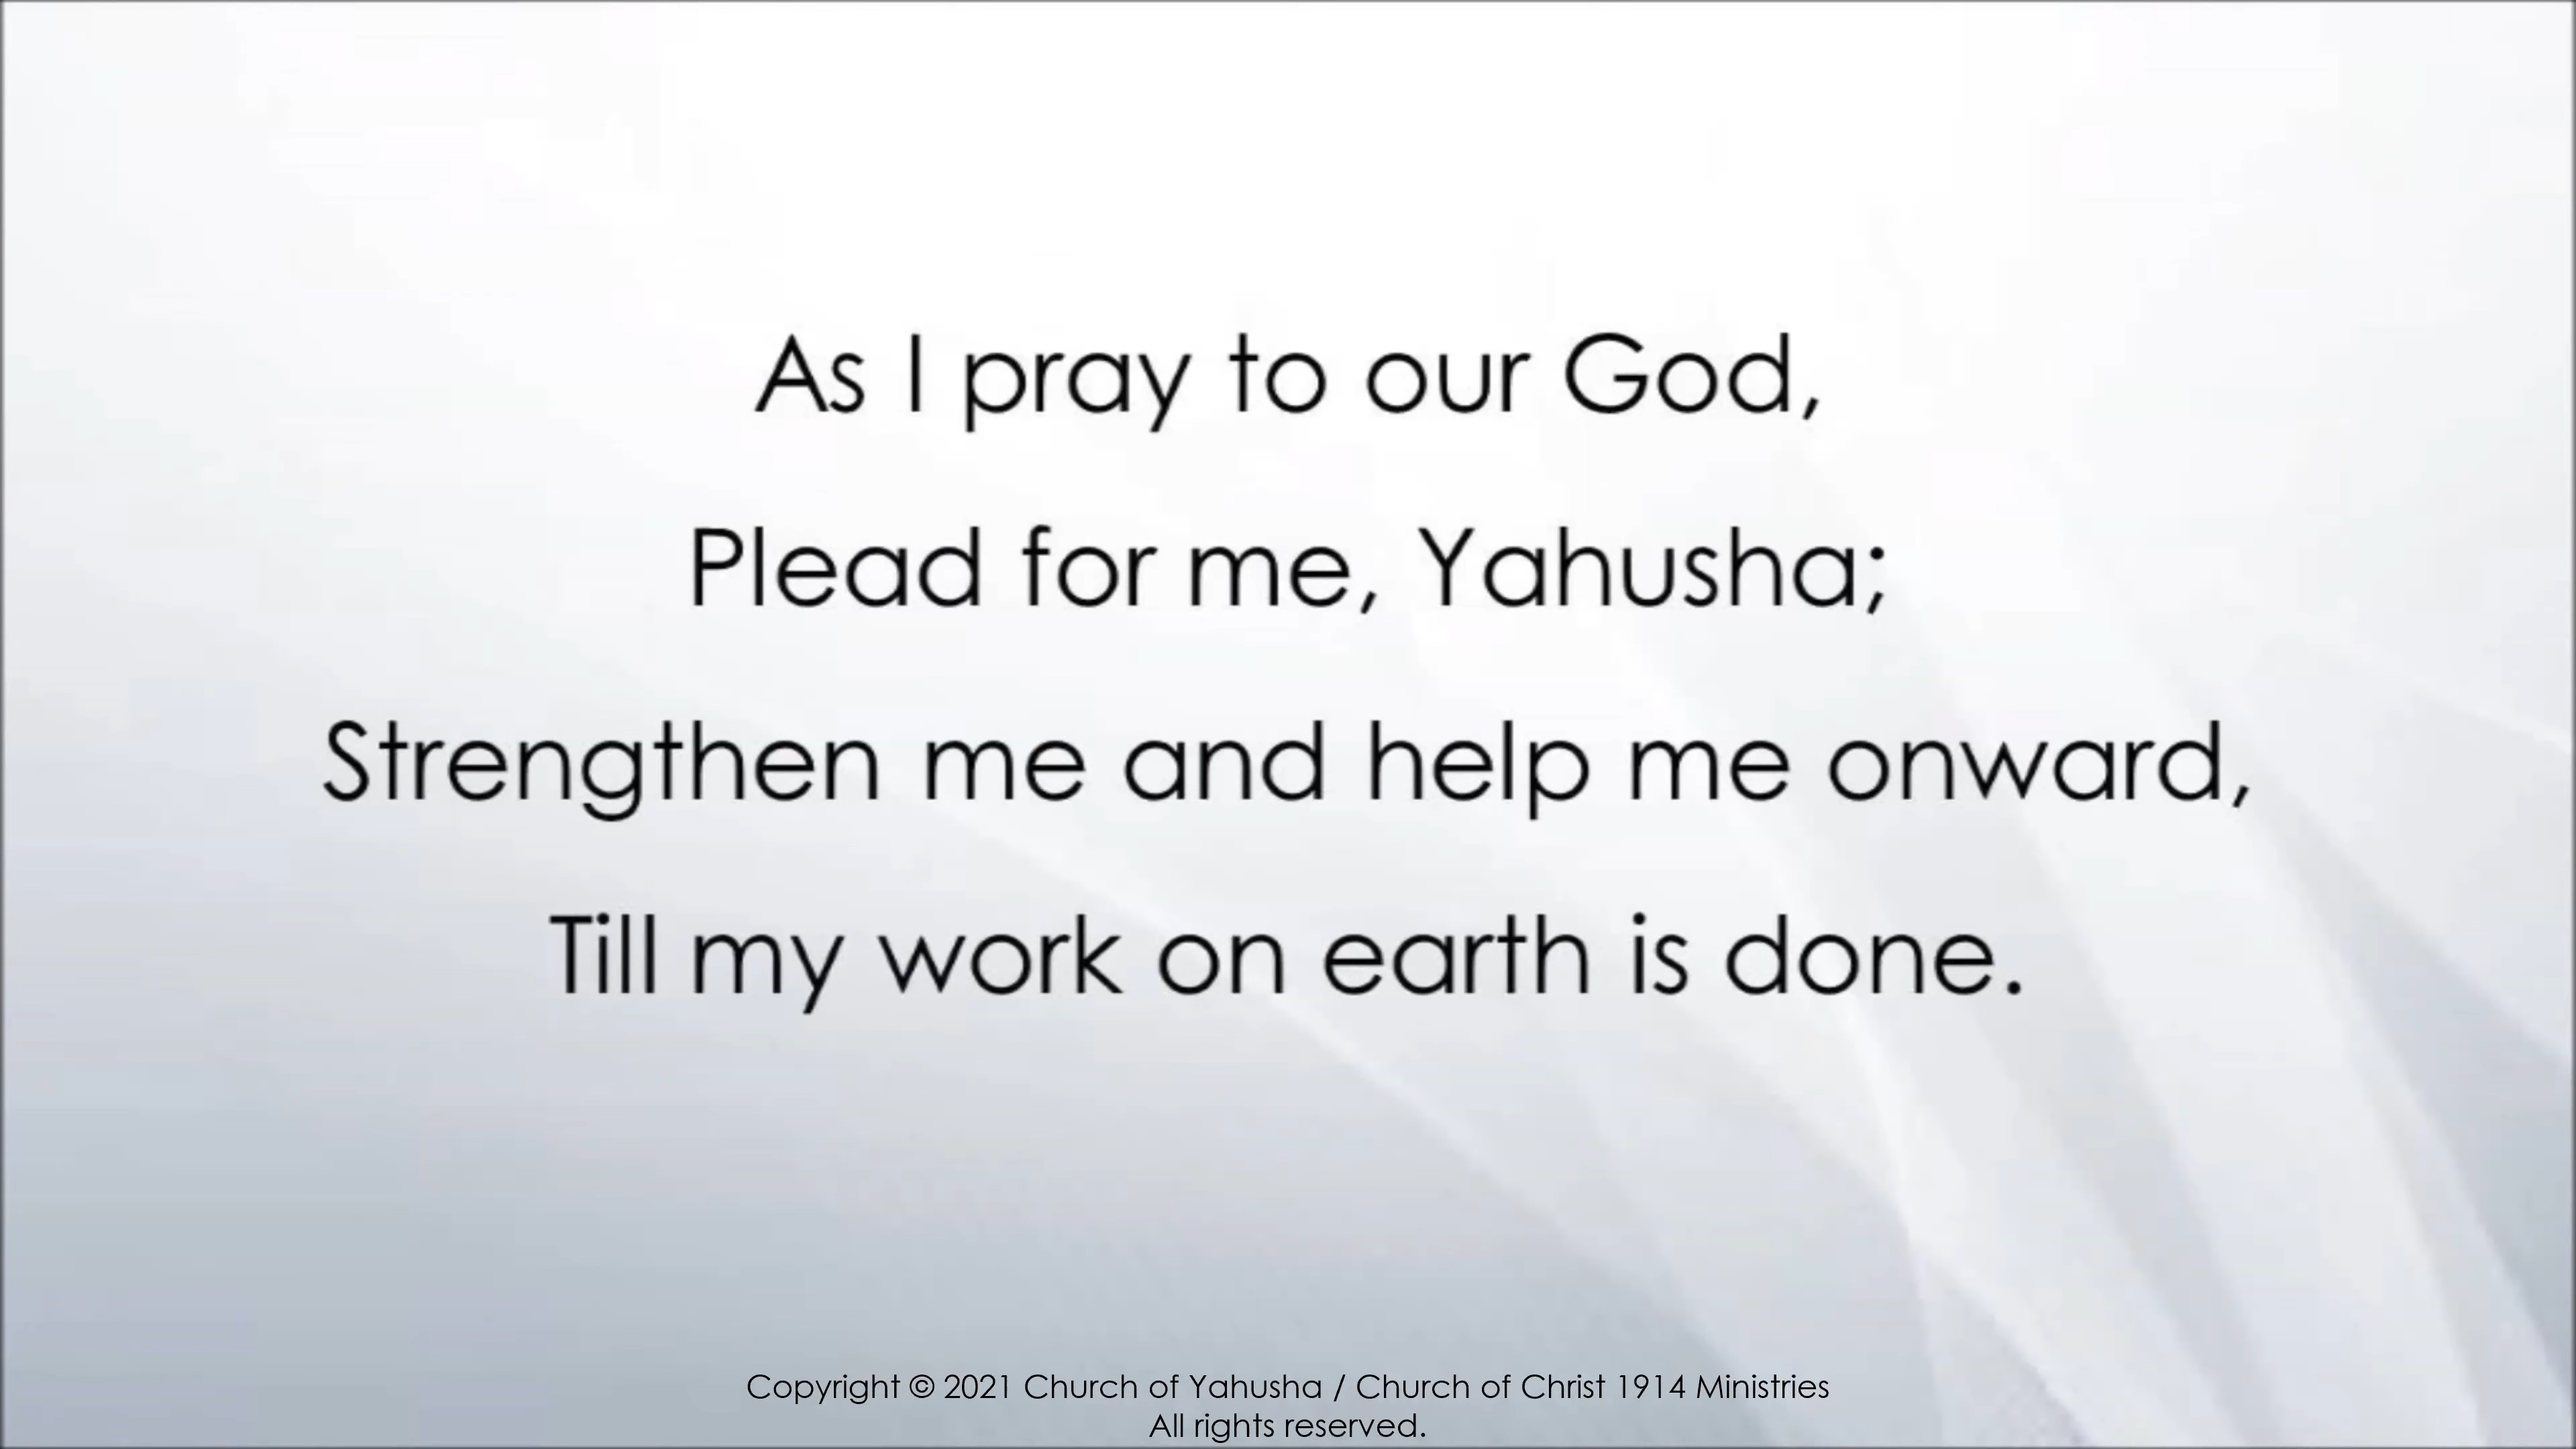 As I pray to our God,
Plead for me, Yahusha;
Strengthen me and help me onward,
Till my work on earth is done.
Copyright © 2021 Church of Yahusha / Church of Christ 1914 Ministries
All rights reserved.